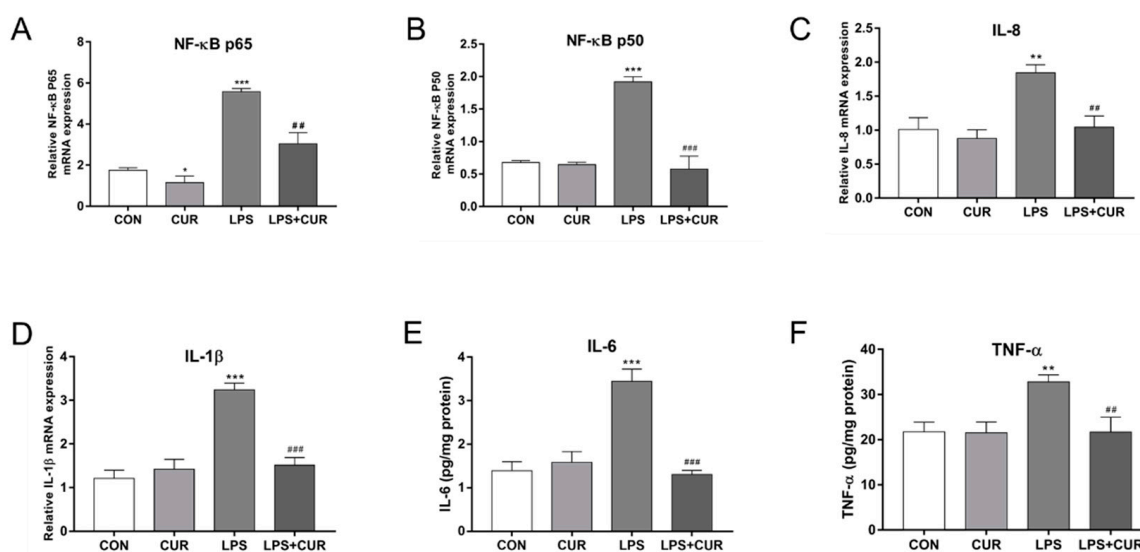 A
NF-κB p65
Relative NF-κB P65
mRNA expression
8
6
4
2
0
***
##
*
CON CUR LPS LPS+CUR
B
NF-κB p50
Relative NF-κB P50
mRNA expression
2.5
2.0
1.5
1.0
0.5
0.0
***
###
CON CUR LPS LPS+CUR
C
IL-8
Relative IL-8 mRNA expression
2.5
2.0
1.5
1.0
0.5
0.0
**
##
CON CUR LPS LPS+CUR
D
IL-1β
Relative IL-1β mRNA expression
4
3
2
1
0
***
###
CON CUR LPS LPS+CUR
E
IL-6
IL-6 (pg/mg protein)
4
3
2
1
0
***
###
CON CUR LPS LPS+CUR
F
TNF-α
TNF-α (pg/mg protein)
40
30
20
10
0
**
##
CON CUR LPS LPS+CUR